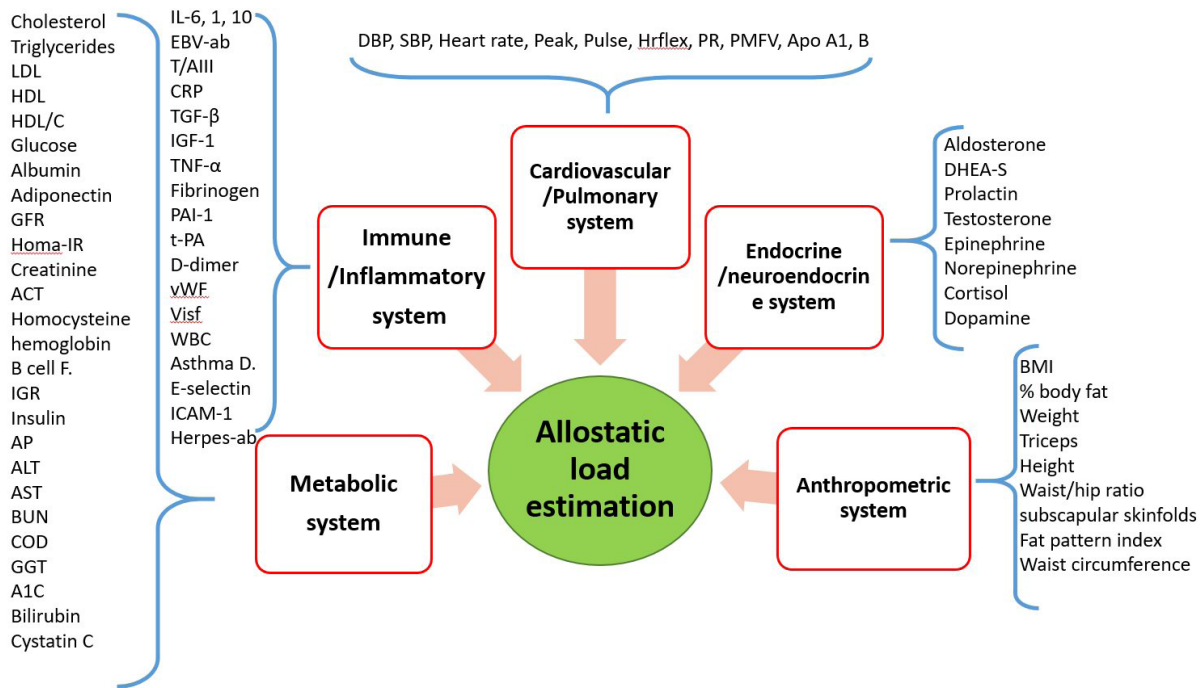 Cholesterol
Triglycerides
LDL
HDL
HDL/C
Glucose
Albumin
Adiponectin
GFR
Homa-IR
Creatinine
ACT
Homocysteine
hemoglobin
B cell F.
IGR
Insulin
AP
ALT
AST
BUN
COD
GGT
A1C
Bilirubin
Cystatin C
IL-6, 1, 10
EBV-ab
T/AIII
CRP
TGF-β
IGF-1
TNF-α
Fibrinogen
PAI-1
t-PA
D-dimer
vWF
Visf
WBC
Asthma D.
E-selectin
ICAM-1
Herpes-ab
DBP, SBP, Heart rate, Peak, Pulse, Hrflex, PR, PMFV, Apo A1, B
Immune
/Inflammatory
system
Cardiovascular
/Pulmonary
system
Endocrine
/neuroendocrin
e system
Aldosterone
DHEA-S
Prolactin
Testosterone
Epinephrine
Norepinephrine
Cortisol
Dopamine
Metabolic
system
Allostatic
load
estimation
Anthropometric
system
BMI
% body fat
Weight
Triceps
Height
Waist/hip ratio
subscapular skinfolds
Fat pattern index
Waist circumference